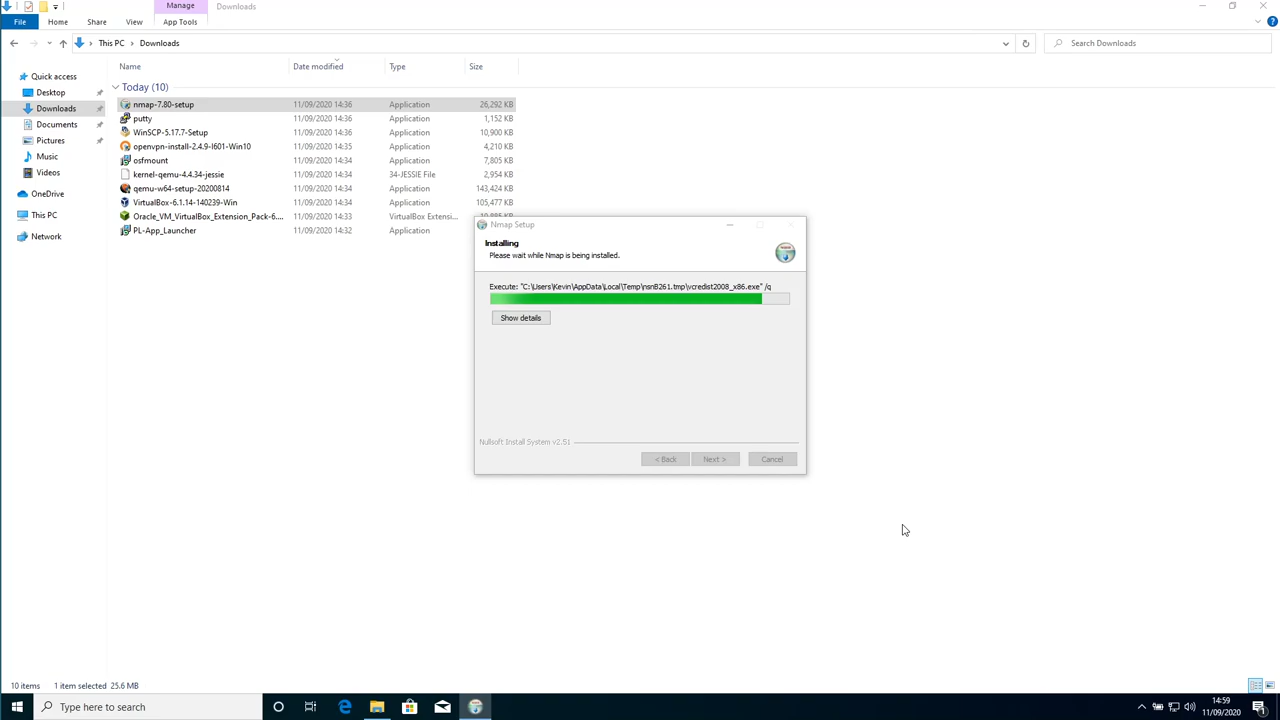 Manage
Downloads
File
Home
Share
View
App Tools
This PC
Downloads
Search Downloads
Name
Date modified
Type
Size
Quick access
Desktop
Downloads
Documents
Pictures
Music
Videos
OneDrive
This PC
Network
Today (10)
nmap-7.80-setup 11/09/2020 14:36 Application 26,292 KB
putty 11/09/2020 14:36 Application 1,152 KB
WinSCP-5.17.7-Setup 11/09/2020 14:36 Application 10,900 KB
openvpn-install-2.4.9-I601-Win10 11/09/2020 14:35 Application 4,210 KB
osfmount 11/09/2020 14:34 Application 7,805 KB
kernel-qemu-4.4.34-jessie 11/09/2020 14:34 34-JESSIE File 2,954 KB
qemu-w64-setup-20200814 11/09/2020 14:34 Application 143,424 KB
VirtualBox-6.1.14-140239-Win 11/09/2020 14:34 Application 105,477 KB
Oracle_VM_VirtualBox_Extension_Pack-6.... 11/09/2020 14:33 VirtualBox Extensi...
PL-App_Launcher 11/09/2020 14:32 Application
Nmap Setup
Installing
Please wait while Nmap is being installed.
Execute: "C:\Users\Kevin\AppData\Local\Temp\nsnB261.tmp\vcredist2008_x86.exe" /q
Show details
Nullsoft Install System v2.51
< Back
Next >
Cancel
10 items
1 item selected 25.6 MB
Type here to search
14:59
11/09/2020
1